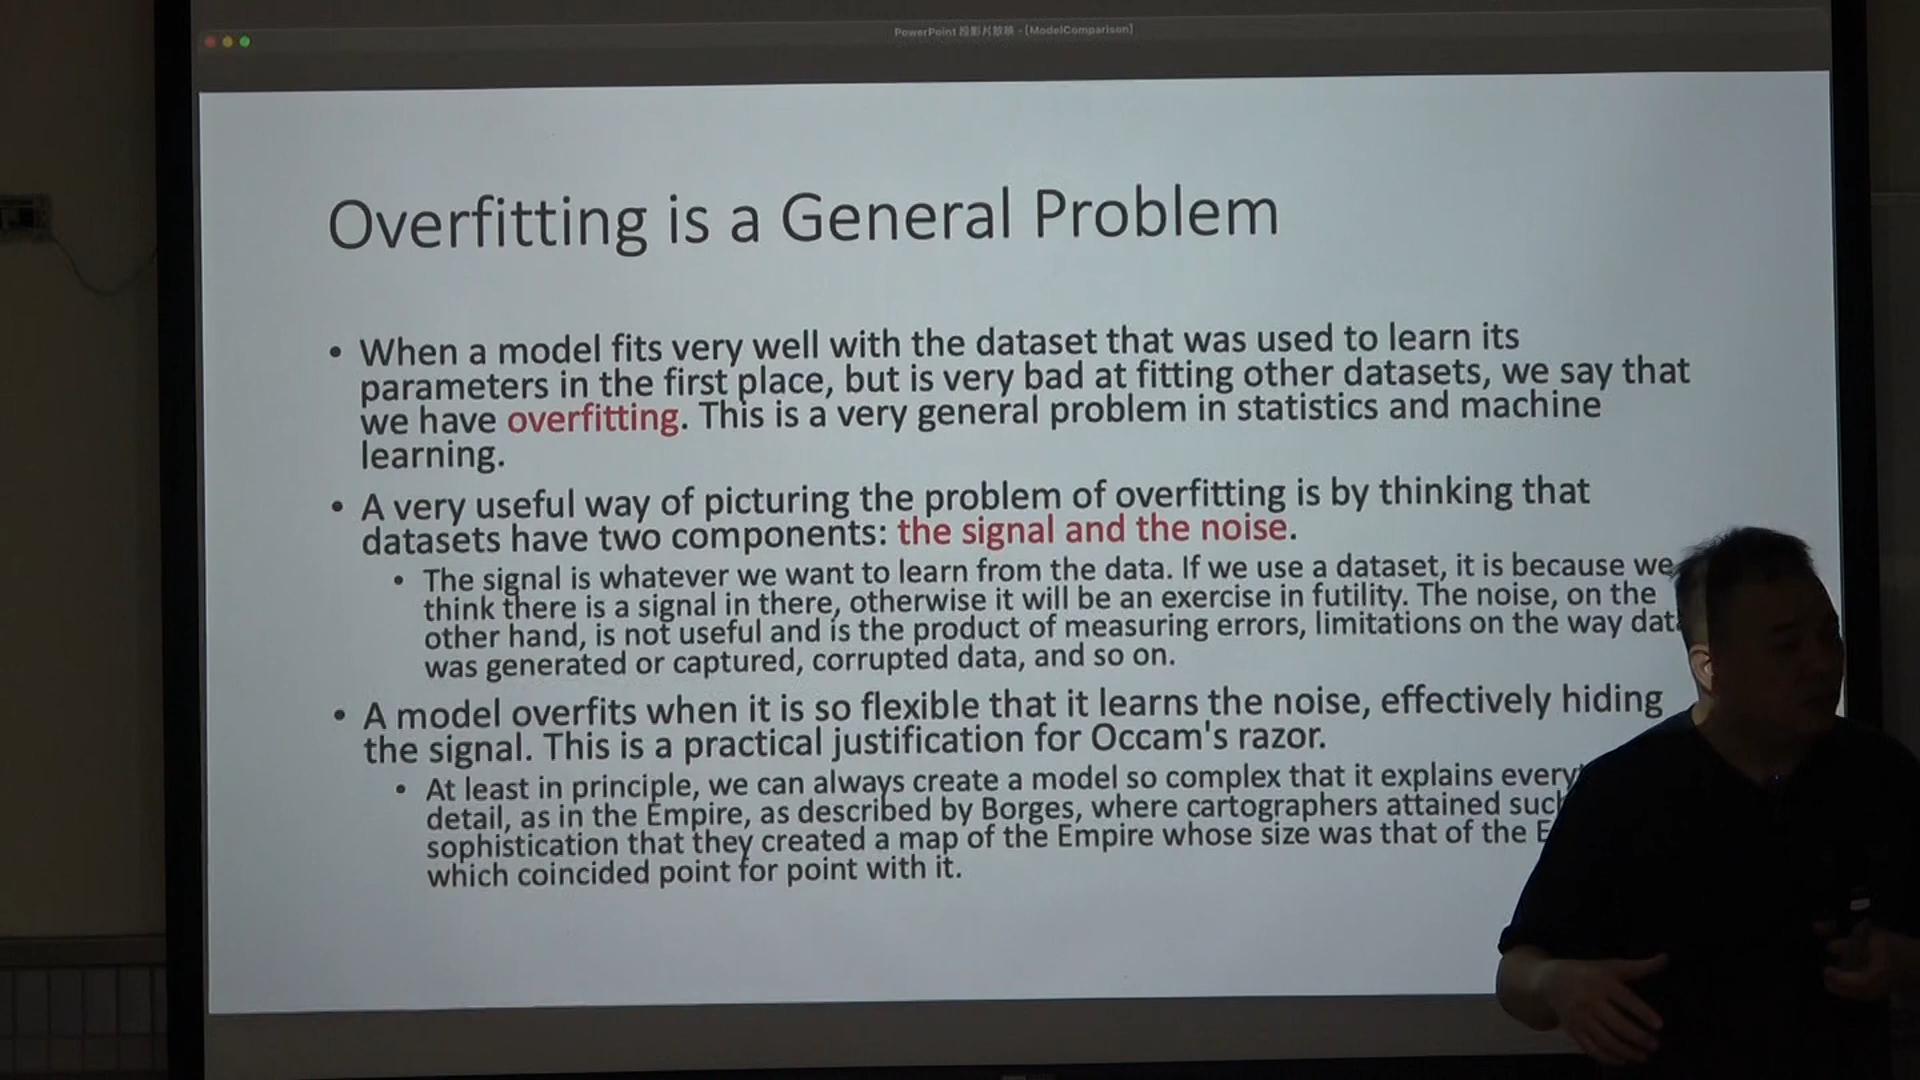 PowerPoint 投影片放映 - [ModelComparison]
Overfitting is a General Problem
• When a model fits very well with the dataset that was used to learn its
parameters in the first place, but is very bad at fitting other datasets, we say that
we have overfitting. This is a very general problem in statistics and machine
learning.
• A very useful way of picturing the problem of overfitting is by thinking that
datasets have two components: the signal and the noise.
• The signal is whatever we want to learn from the data. If we use a dataset, it is because we
think there is a signal in there, otherwise it will be an exercise in futility. The noise, on the
other hand, is not useful and is the product of measuring errors, limitations on the way
was generated or captured, corrupted data, and so on.
• A model overfits when it is so flexible that it learns the noise, effectively hiding
the signal. This is a practical justification for Occam's razor.
• At least in principle, we can always create a model so complex that it explains
detail, as in the Empire, as described by Borges, where cartographers attained
sophistication that they created a map of the Empire whose size was that of the
which coincided point for point with it.